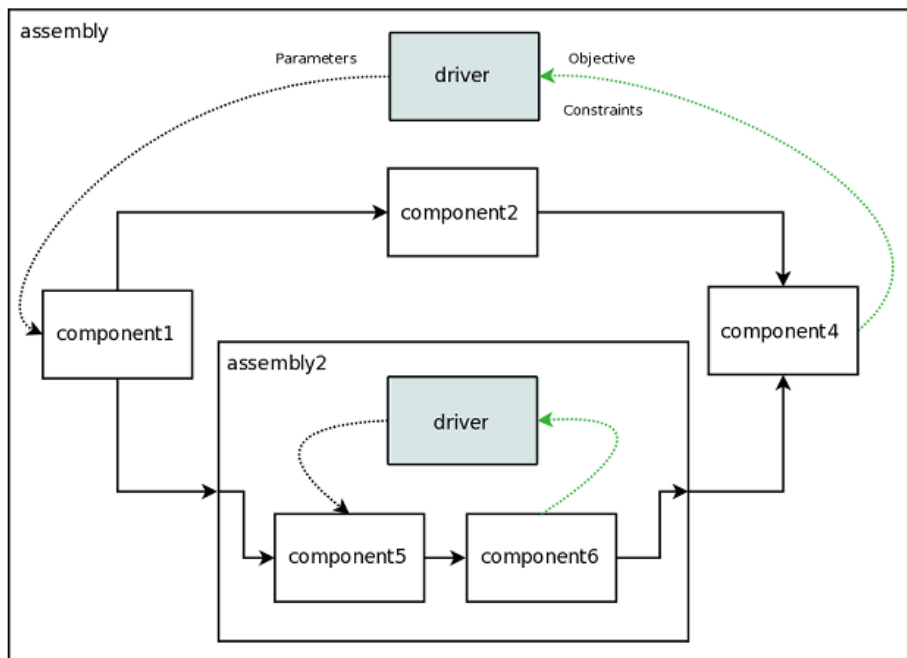 assembly
Parameters
driver
Objective
Constraints
component2
component1
component4
assembly2
driver
component5
component6